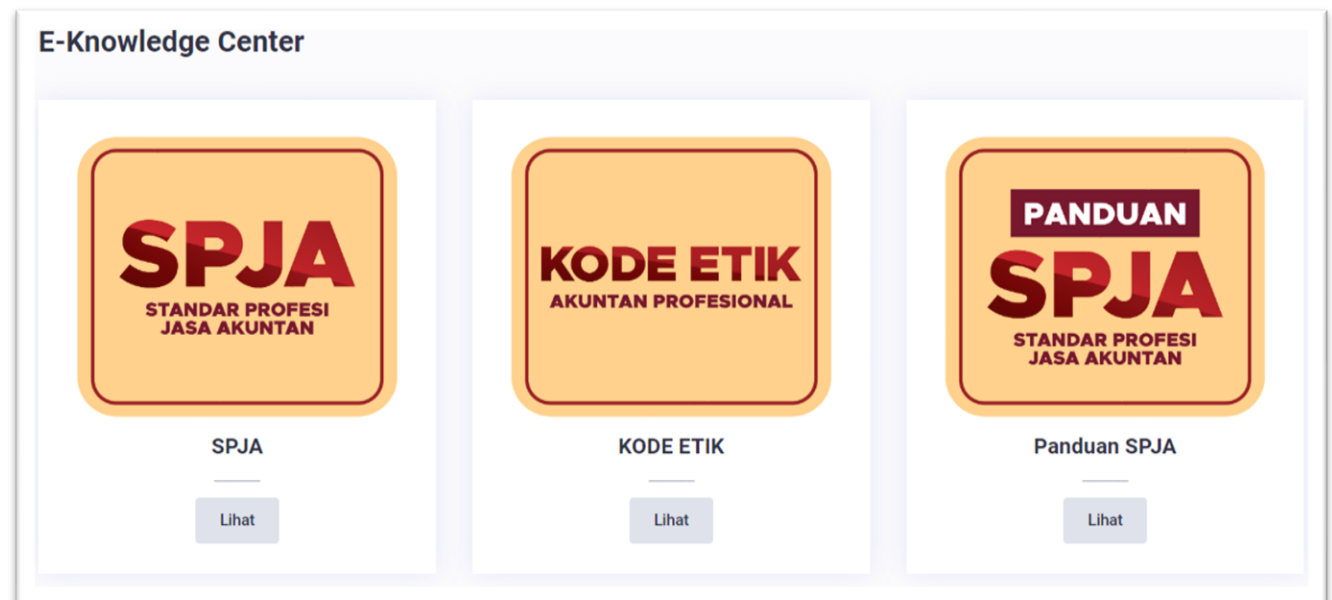 E-Knowledge Center
SPJA
STANDAR PROFESI
JASA AKUNTAN
SPJA
Lihat
KODE ETIK
AKUNTAN PROFESIONAL
KODE ETIK
Lihat
PANDUAN
SPJA
STANDAR PROFESI
JASA AKUNTAN
Panduan SPJA
Lihat